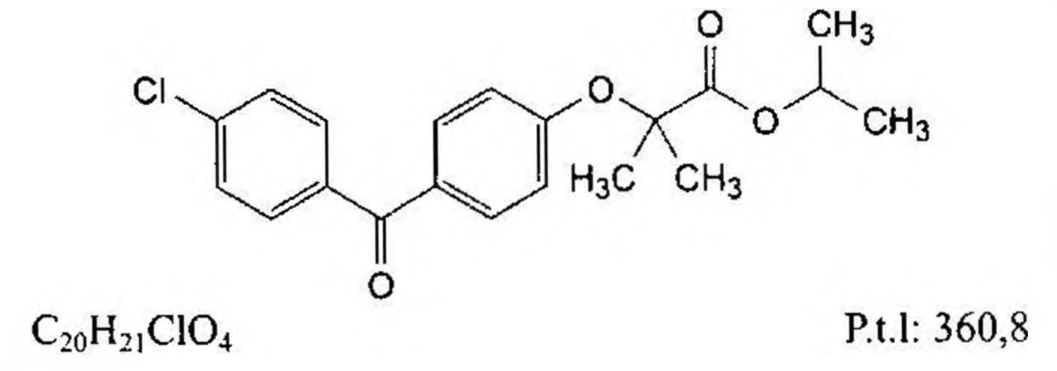 O
CH₃
Cl
O
O
CH₃
H₃C
CH₃
O
C₂₀H₂₁ClO₄
P.t.l: 360,8